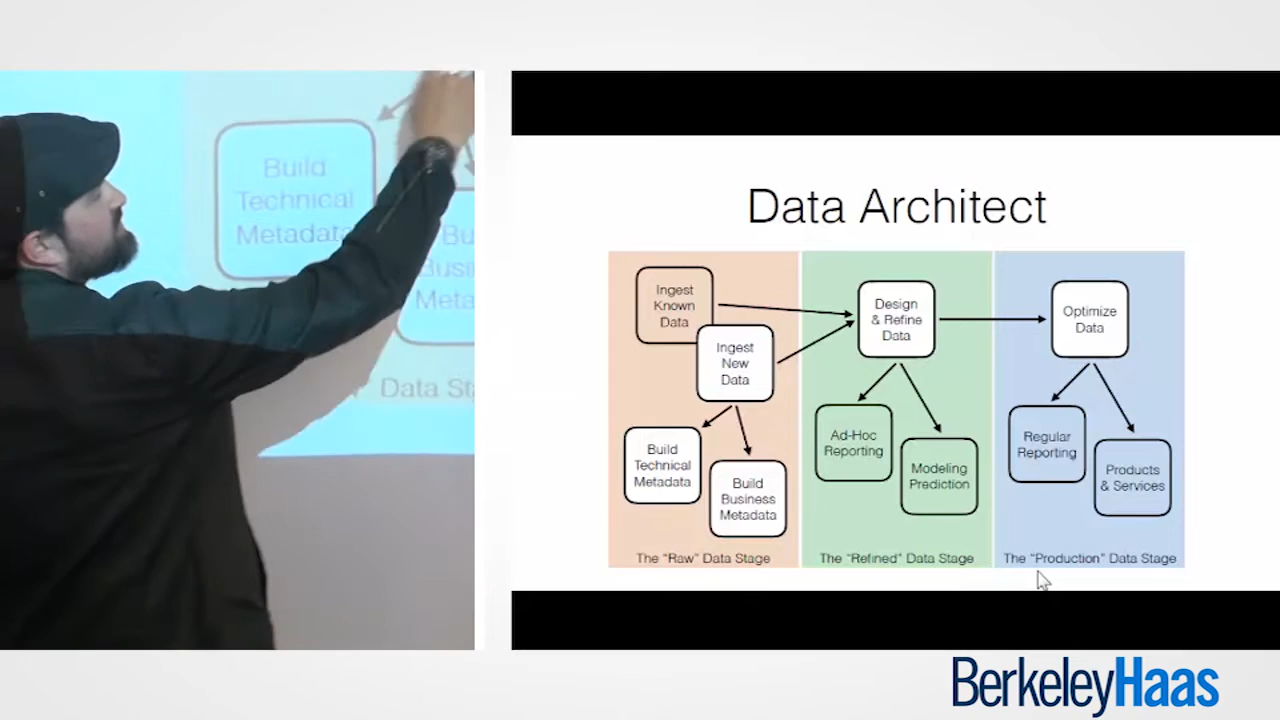 Build
Technical
Metadata
Bu
Busi
Meta
Data St
Data Architect
Ingest
Known
Data
Ingest
New
Data
Build
Technical
Metadata
Build
Business
Metadata
The "Raw" Data Stage
Design
& Refine
Data
Ad-Hoc
Reporting
Modeling
Prediction
The "Refined" Data Stage
Optimize
Data
Regular
Reporting
Products
& Services
The "Production" Data Stage
BerkeleyHaas